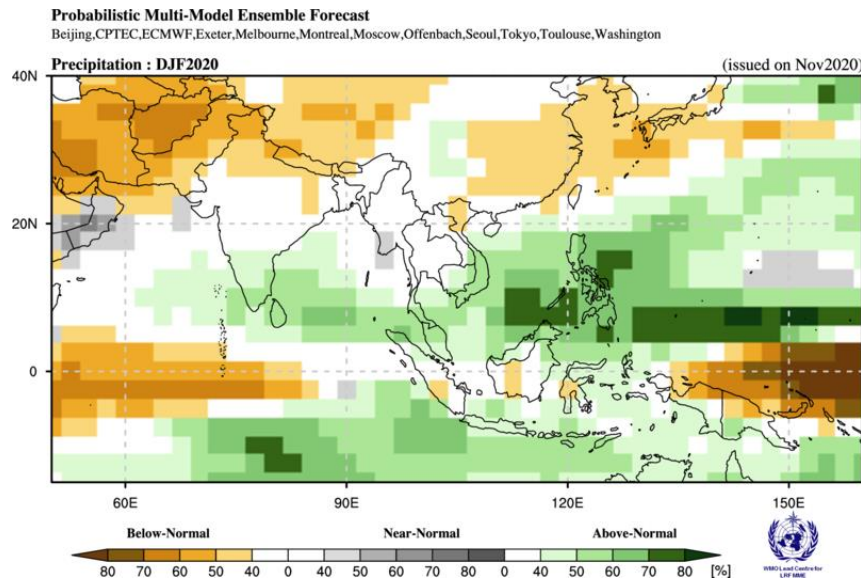 Probabilistic Multi-Model Ensemble Forecast
Beijing,CPTEC,ECMWF,Exeter,Melbourne,Montreal,Moscow,Offenbach,Seoul,Tokyo,Toulouse,Washington
Precipitation : DJF2020 (issued on Nov2020)
40N
20N
0
60E 90E 120E 150E
Below-Normal Near-Normal Above-Normal
80 70 60 50 40 0 40 50 60 70 80 0 40 50 60 70 80 [%]
WMO Lead Centre for
LRF MME